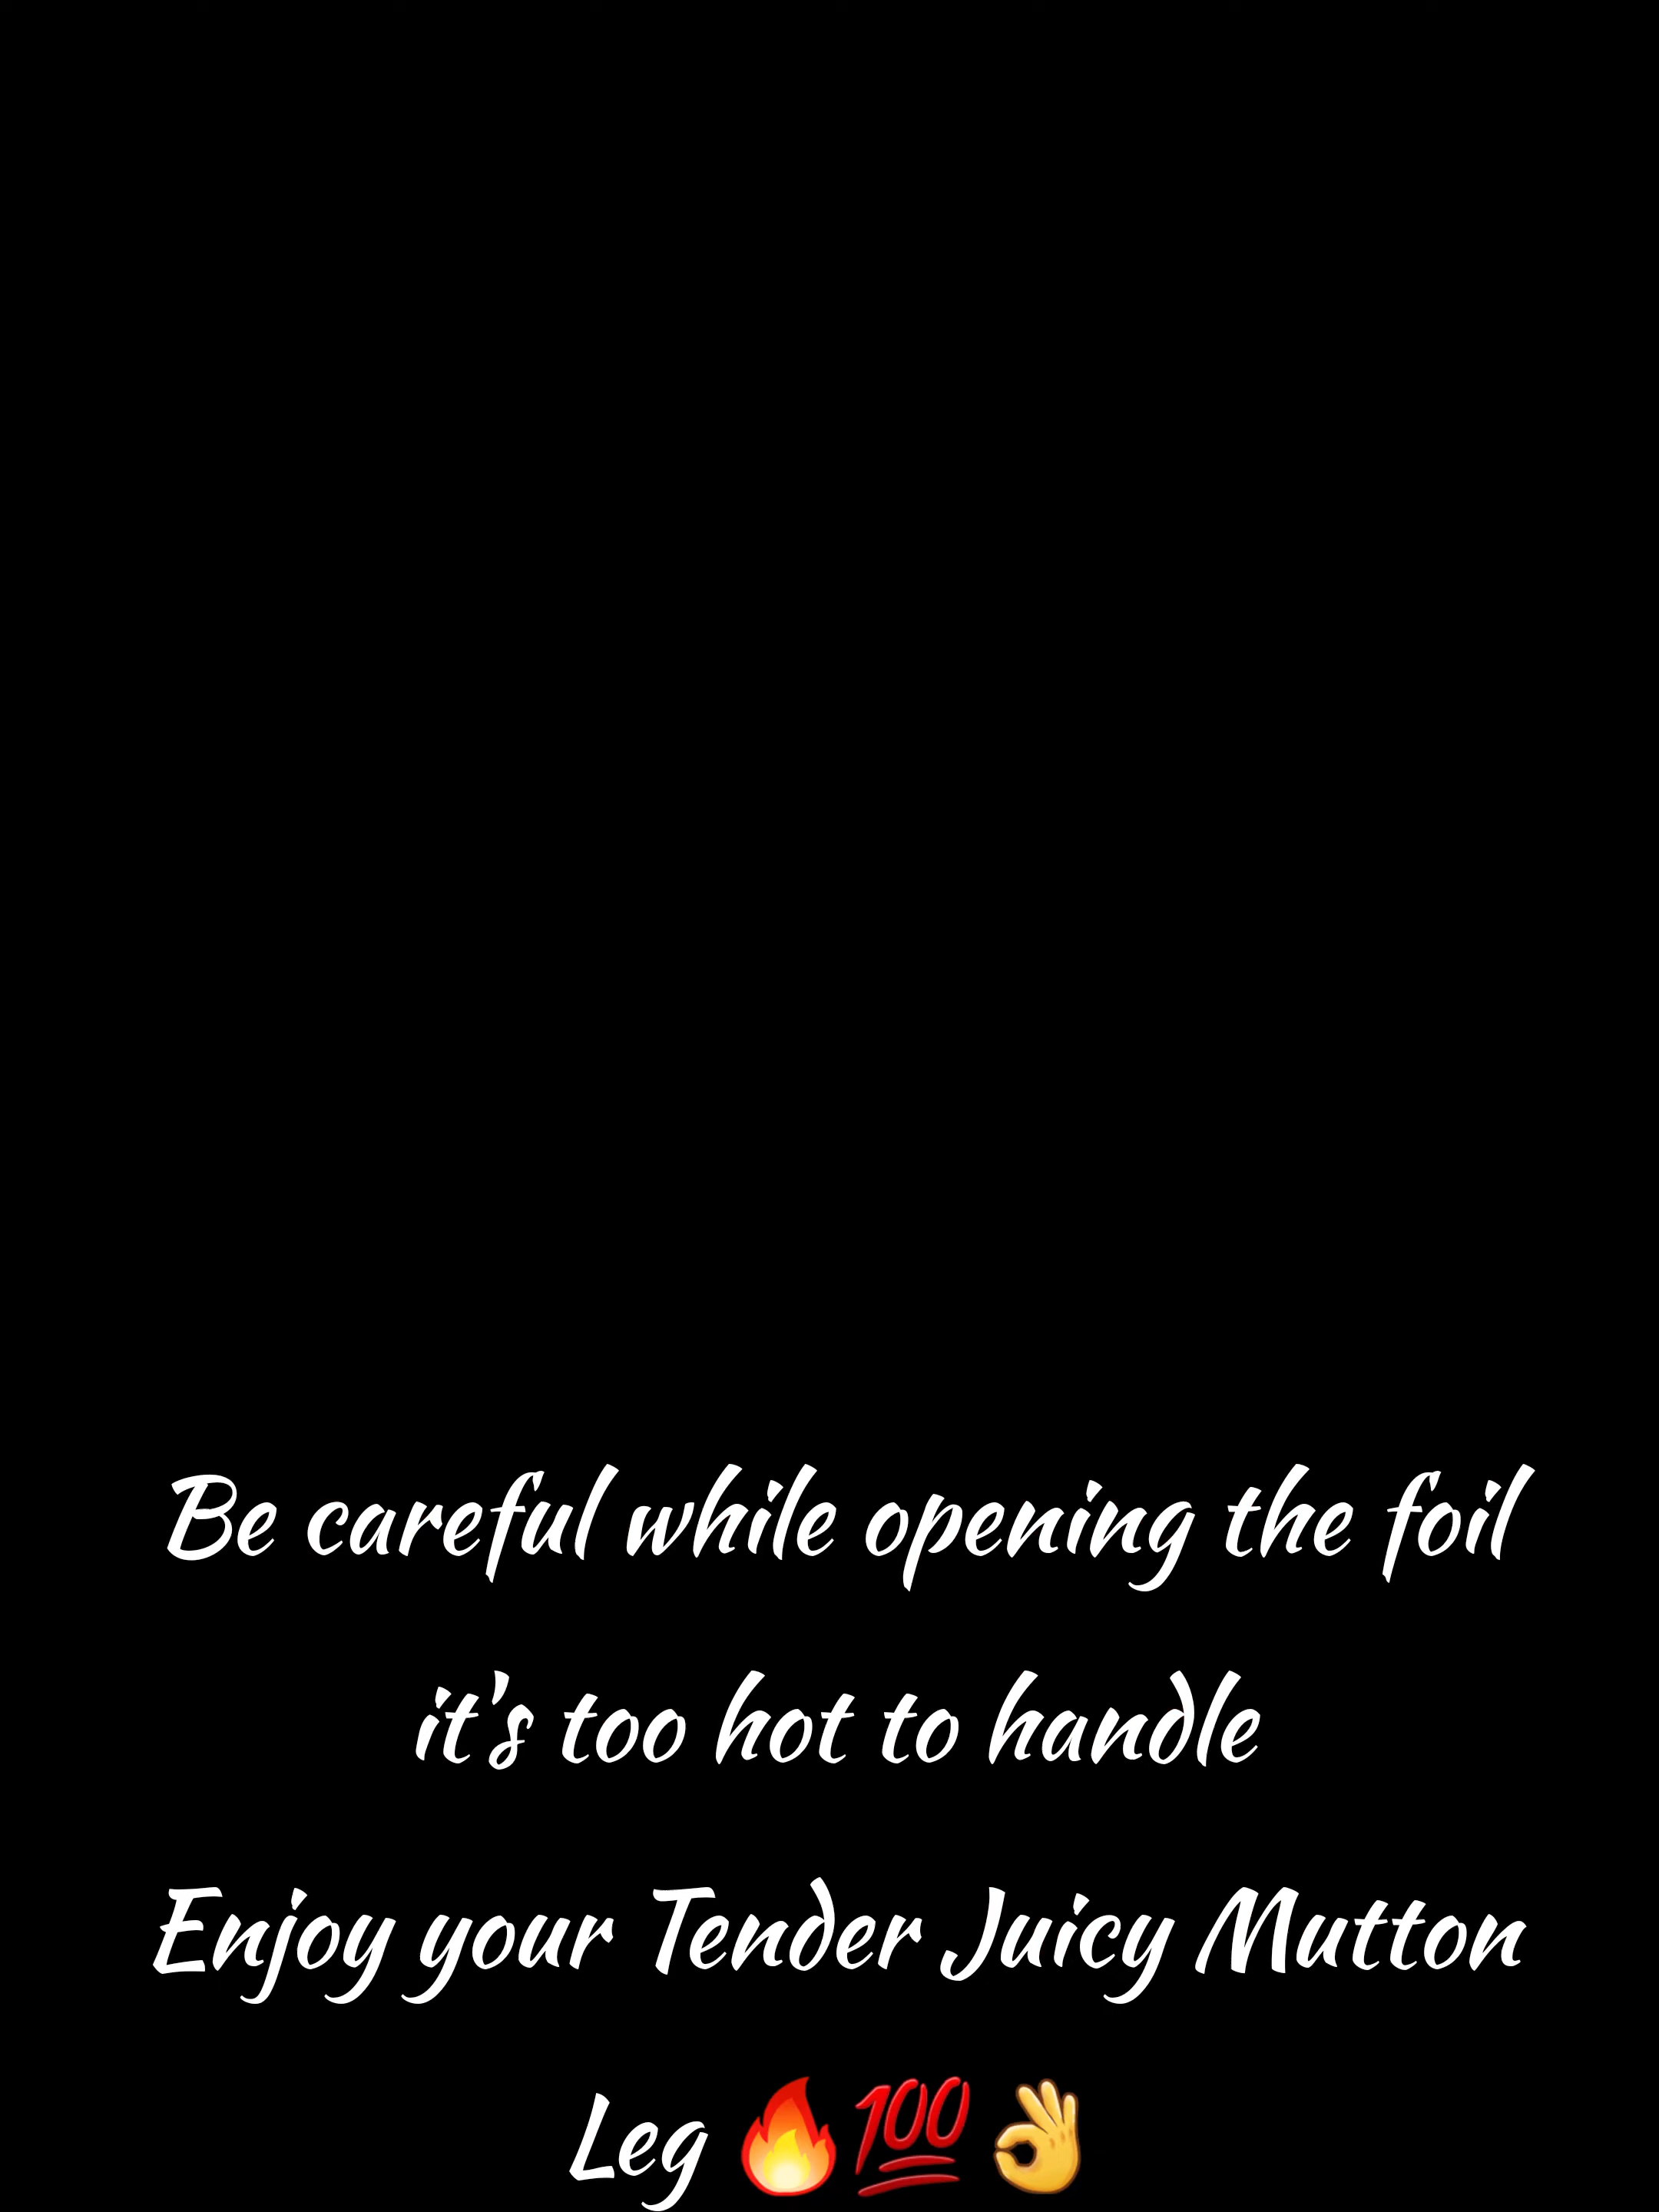 Be careful while opening the foil
it's too hot to handle
Enjoy your Tender Juicy Mutton
Leg 🔥💯👌